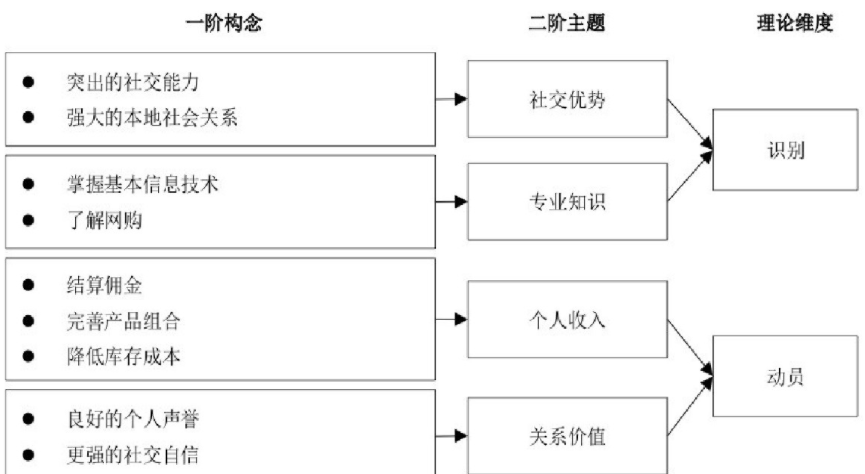 一阶构念 二阶主题 理论维度
突出的社交能力
强大的本地社会关系
社交优势
掌握基本信息技术
了解网购
专业知识
识别
结算佣金
完善产品组合
降低库存成本
个人收入
良好的个人声誉
更强的社交自信
关系价值
动员